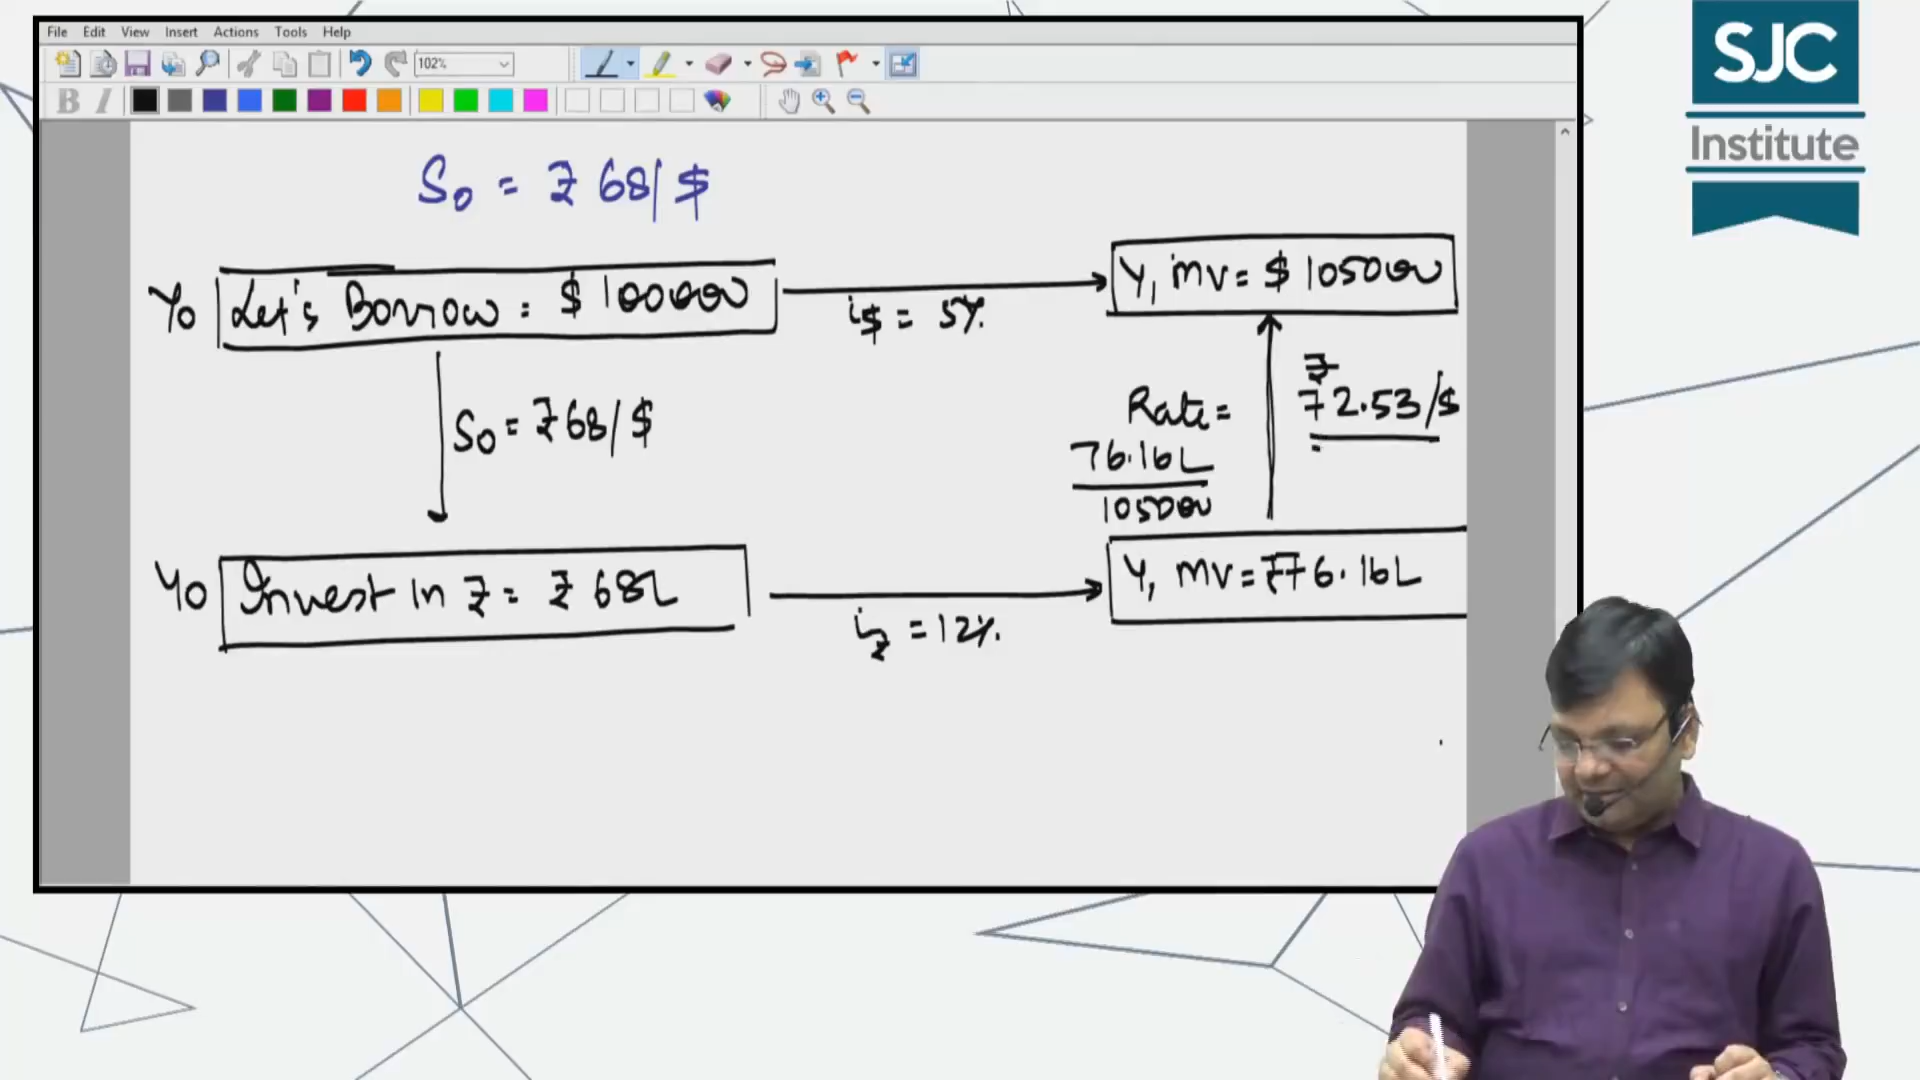 File Edit View Insert Actions Tools Help
102%
B I
SJC
Institute
S0 = ₹ 68/$
Y0 Let's Borrow : $ 100000
i$ = 5%
Y1 MV = $ 105000
S0 = ₹68/$
Rate =
76.16L
105000
₹
72.53/$
Y0 Invest in ₹ = ₹ 68L
i₹ = 12%
Y1 MV = ₹76.16L